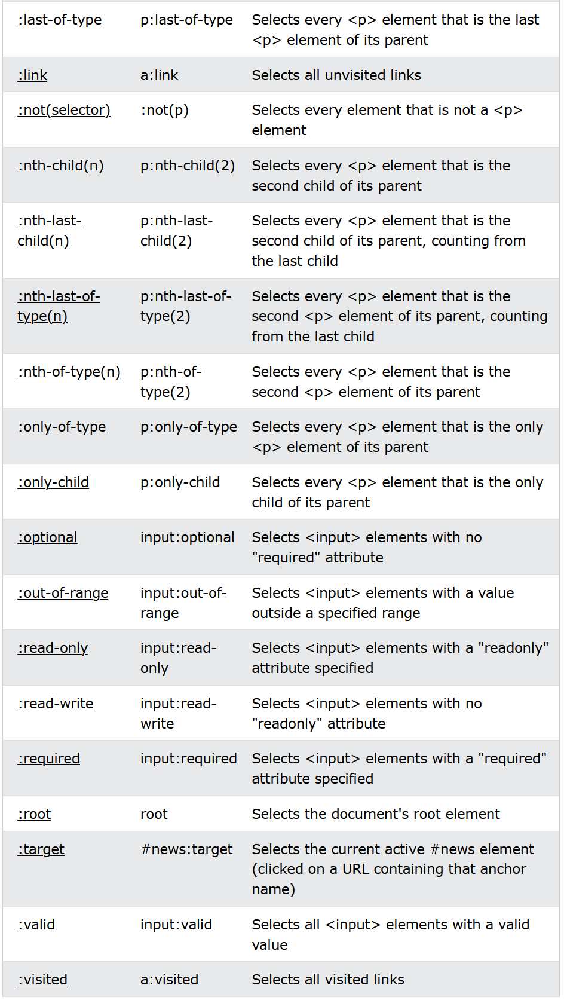 :last-of-type p:last-of-type Selects every <p> element that is the last
<p> element of its parent
:link a:link Selects all unvisited links
:not(selector) :not(p) Selects every element that is not a <p>
element
:nth-child(n) p:nth-child(2) Selects every <p> element that is the
second child of its parent
:nth-last- p:nth-last- Selects every <p> element that is the
child(n) child(2) second child of its parent, counting from
the last child
:nth-last-of- p:nth-last-of- Selects every <p> element that is the
type(n) type(2) second <p> element of its parent, counting
from the last child
:nth-of-type(n) p:nth-of- Selects every <p> element that is the
type(2) second <p> element of its parent
:only-of-type p:only-of-type Selects every <p> element that is the only
<p> element of its parent
:only-child p:only-child Selects every <p> element that is the only
child of its parent
:optional input:optional Selects <input> elements with no
"required" attribute
:out-of-range input:out-of- Selects <input> elements with a value
range outside a specified range
:read-only input:read- Selects <input> elements with a "readonly"
only attribute specified
:read-write input:read- Selects <input> elements with no
write "readonly" attribute
:required input:required Selects <input> elements with a "required"
attribute specified
:root root Selects the document's root element
:target #news:target Selects the current active #news element
(clicked on a URL containing that anchor
name)
:valid input:valid Selects all <input> elements with a valid
value
:visited a:visited Selects all visited links